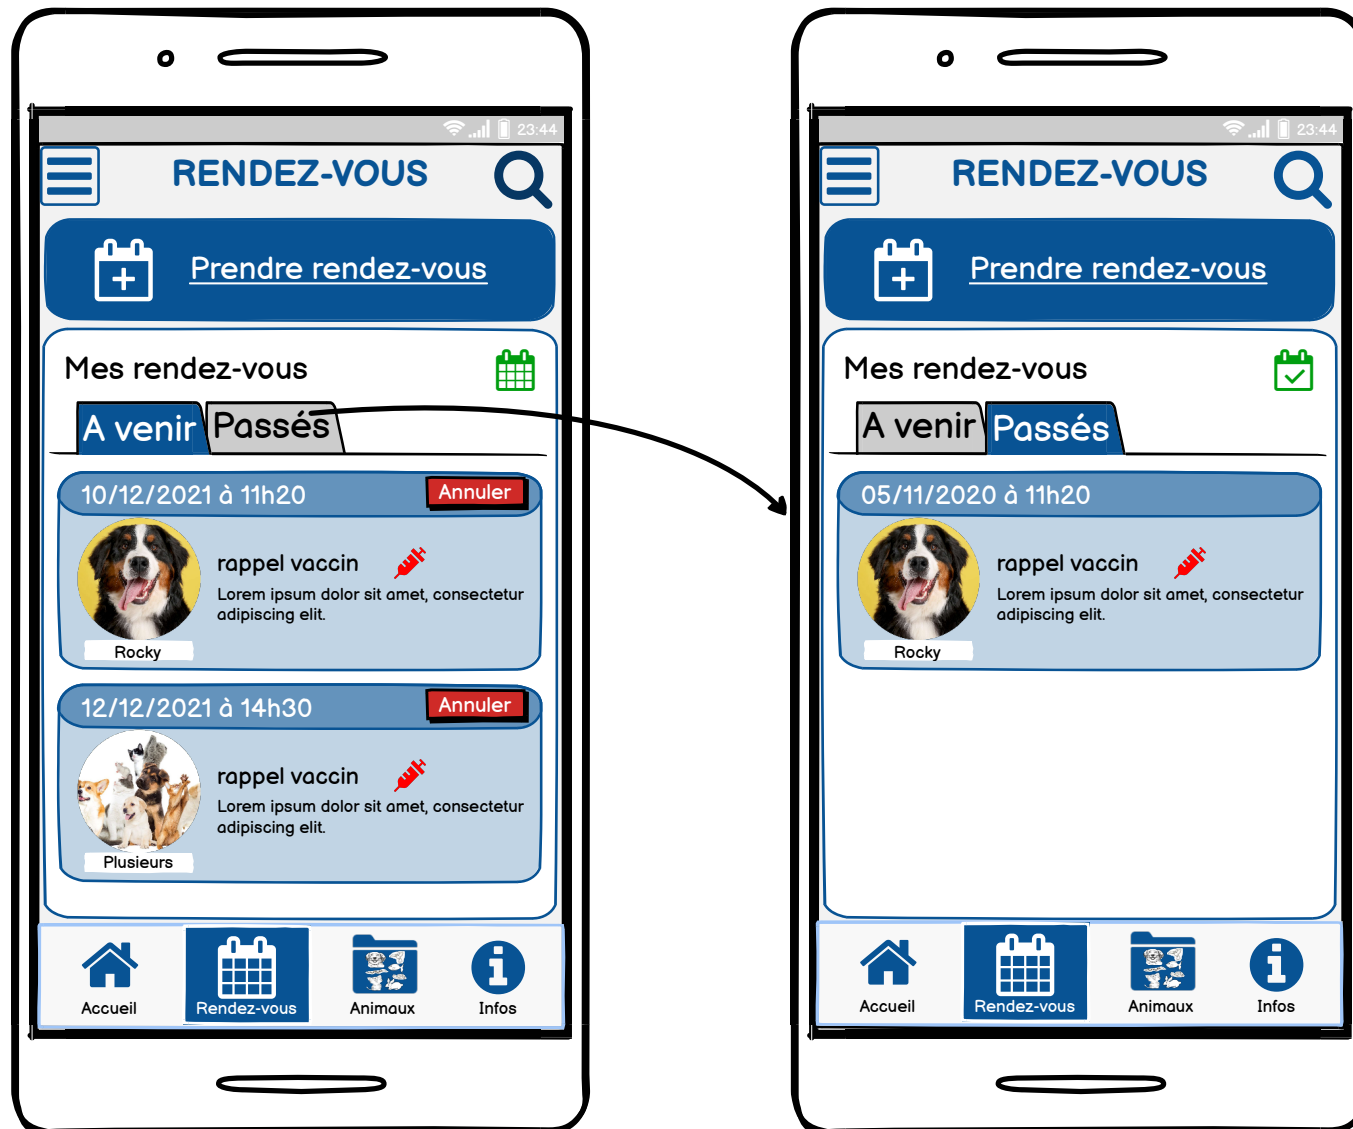 23:44
RENDEZ-VOUS
Prendre rendez-vous
Mes rendez-vous
A venir Passés
10/12/2021 à 11h20 Annuler
rappel vaccin
Lorem ipsum dolor sit amet, consectetur
adipiscing elit.
Rocky
12/12/2021 à 14h30 Annuler
rappel vaccin
Lorem ipsum dolor sit amet, consectetur
adipiscing elit.
Plusieurs
Accueil Rendez-vous Animaux Infos
23:44
RENDEZ-VOUS
Prendre rendez-vous
Mes rendez-vous
A venir Passés
05/11/2020 à 11h20
rappel vaccin
Lorem ipsum dolor sit amet, consectetur
adipiscing elit.
Rocky
Accueil Rendez-vous Animaux Infos